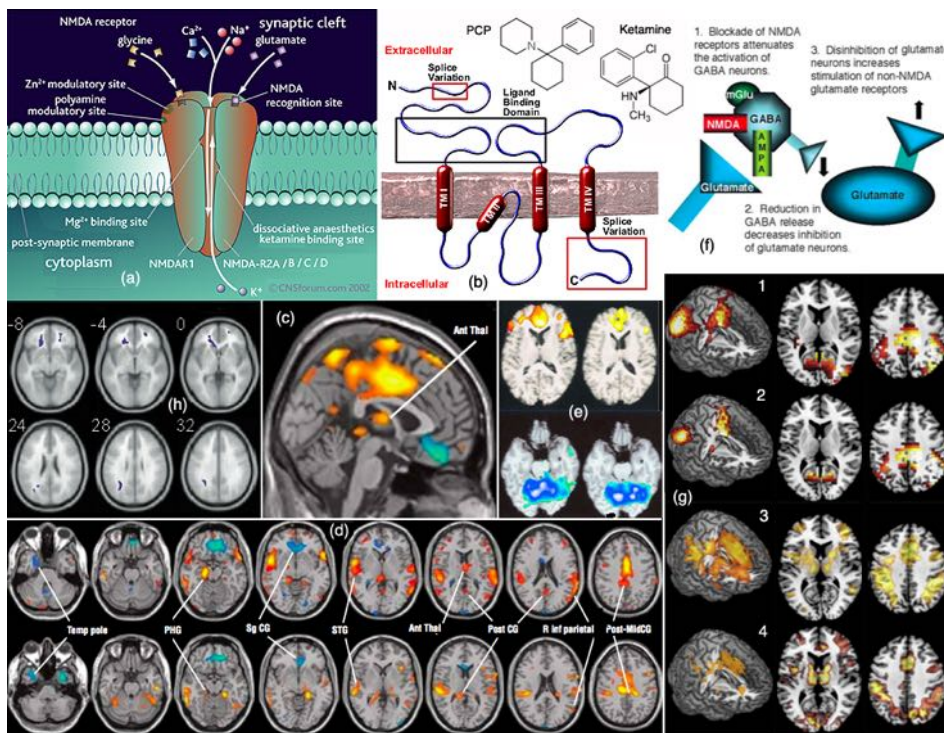 NMDA receptor
glycine
Ca²⁺
Na⁺
synaptic cleft
glutamate
Zn²⁺ modulatory site
polyamine
modulatory site
NMDA
recognition site
Mg²⁺ binding site
post-synaptic membrane
cytoplasm
dissociative anaesthetics
ketamine binding site
(a)
NMDAR1
NMDA-R2A / B / C / D
K⁺
© CNSforum.com 2002
PCP
Ketamine
Extracellular
N
Splice
Variation
Ligand
Binding
Domain
N
Cl
O
HN
CH₃
TM I
TM II
TM III
TM IV
Splice
Variation
C
(b)
Intracellular
1. Blockade of NMDA
receptors attenuates
the activation of
GABA neurons.
3. Disinhibition of glutamate
neurons increases
stimulation of non-NMDA
glutamate receptors
mGlu
NMDA
GABA
AMPA
Glutamate
Glutamate
2. Reduction in
GABA release
decreases inhibition
of glutamate neurons.
(f)
-8
-4
0
(h)
24
28
32
(c)
Ant Thal
(e)
1
2
(g)
3
4
(d)
Temp pole
PHG
Sg CG
STG
Ant Thal
Post CG
R inf parietal
Post-MidCG